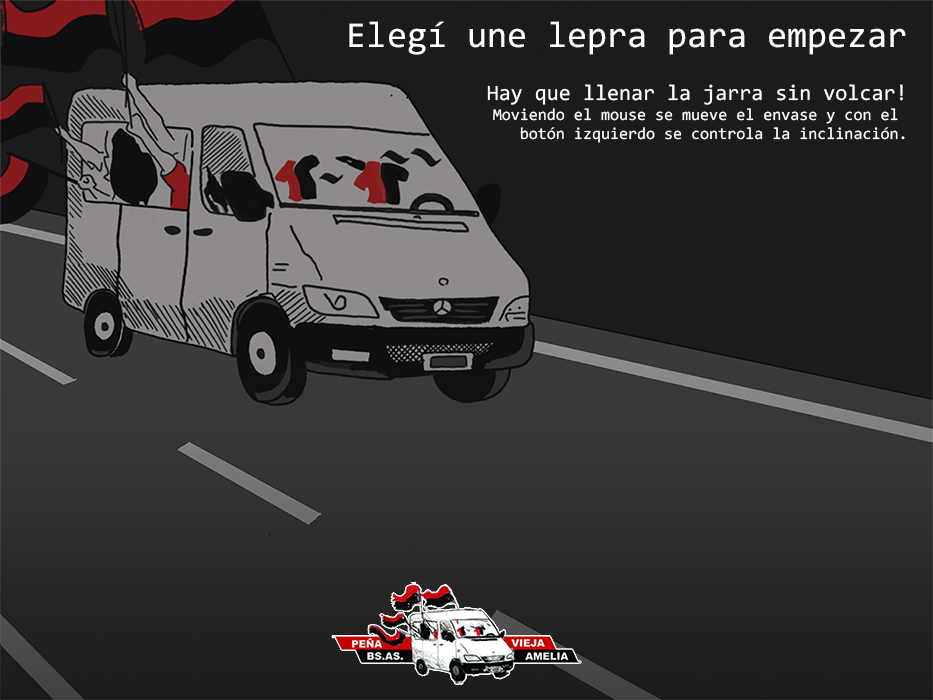 Elegí une lepra para empezar
Hay que llenar la jarra sin volcar!
Moviendo el mouse se mueve el envase y con el
botón izquierdo se controla la inclinación.
PEÑA VIEJA
BS.AS. AMELIA